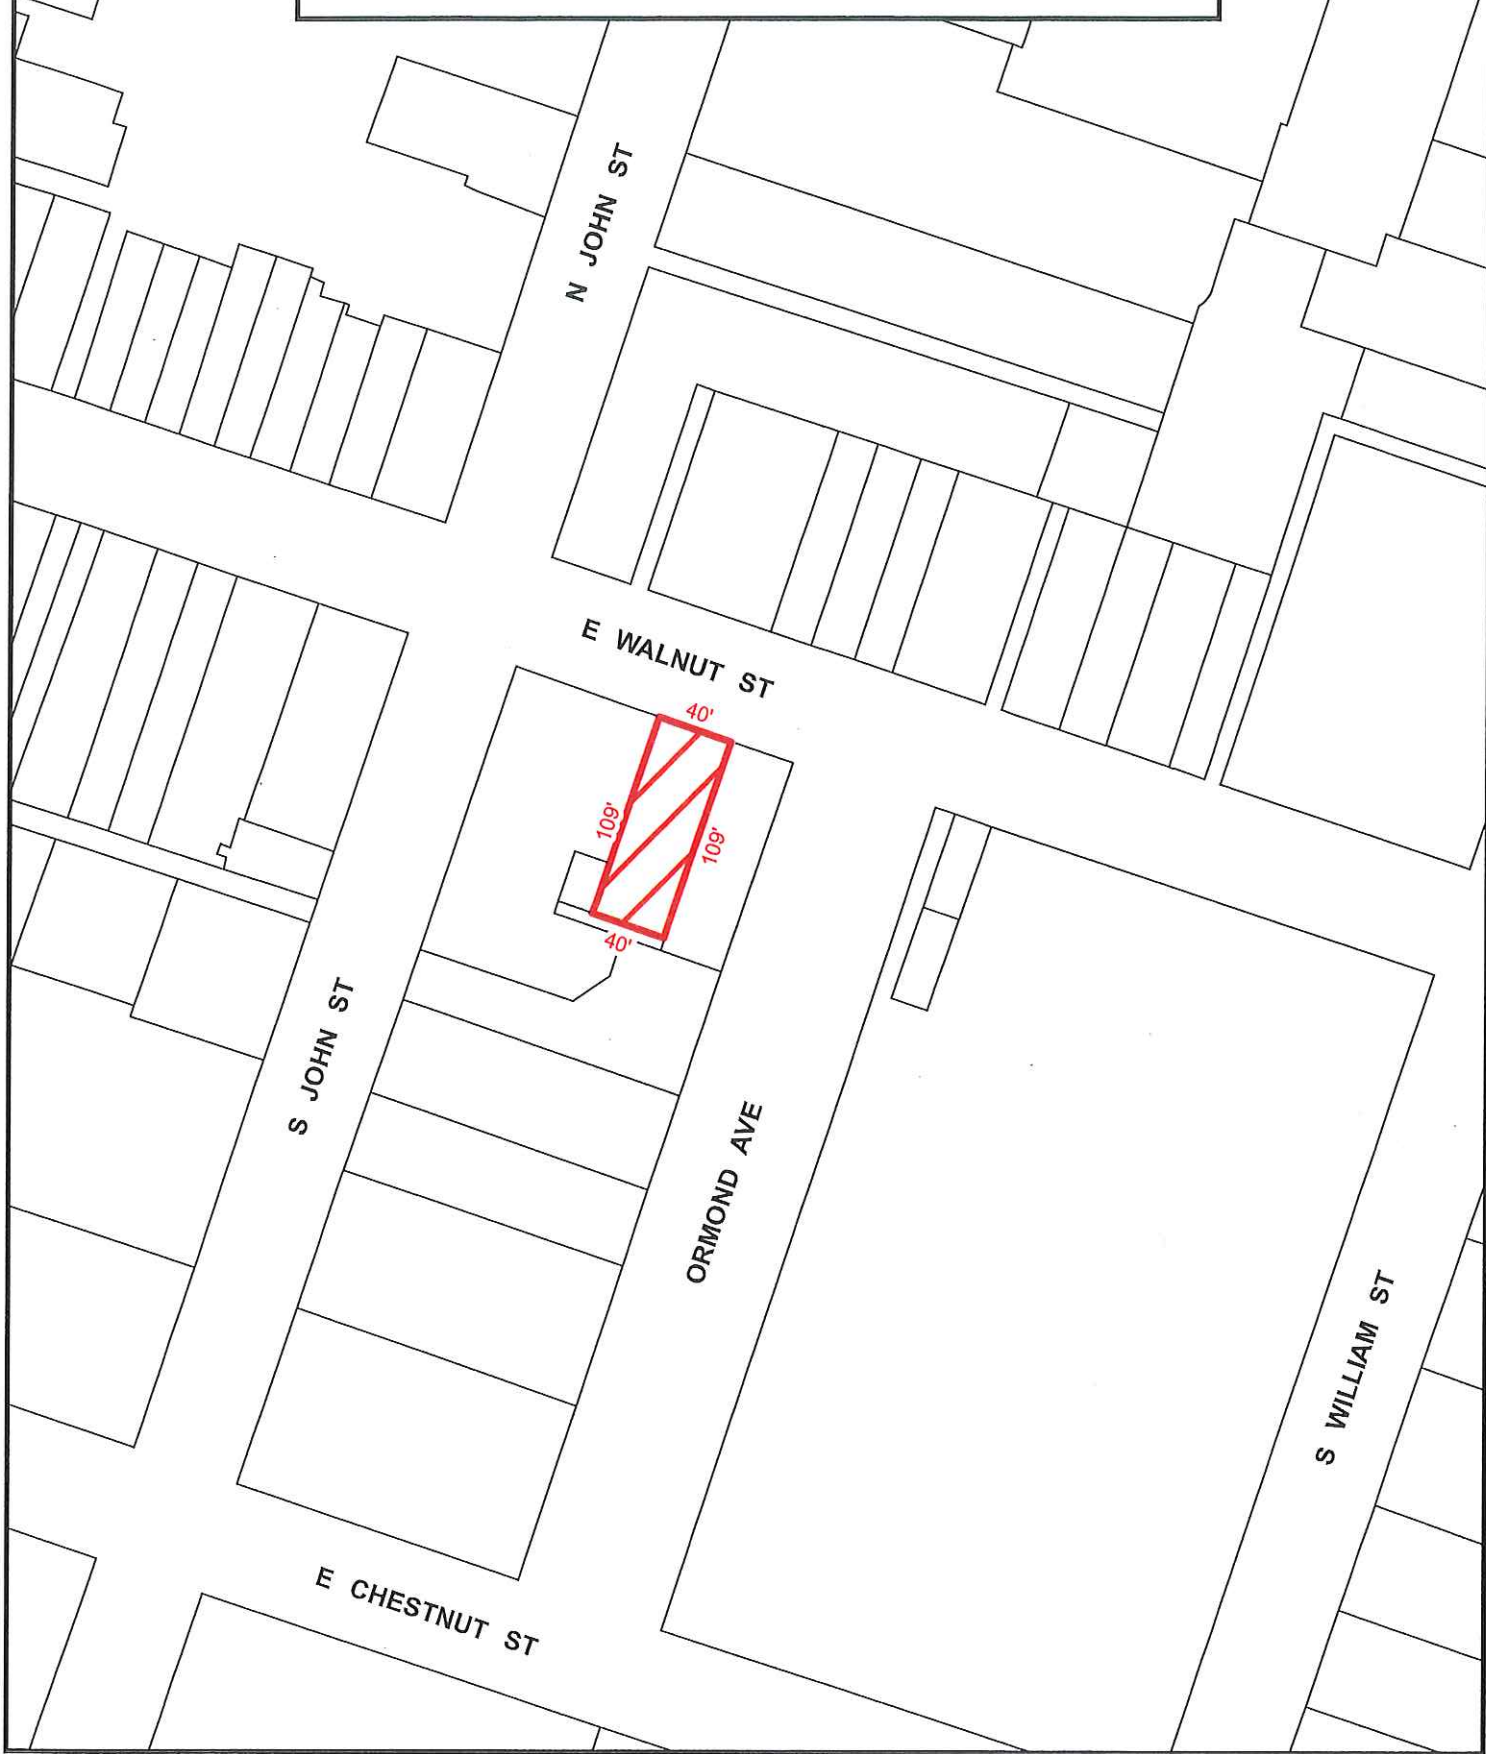 N JOHN ST
E WALNUT ST
40'
109'
109'
40'
S JOHN ST
ORMOND AVE
S WILLIAM ST
E CHESTNUT ST